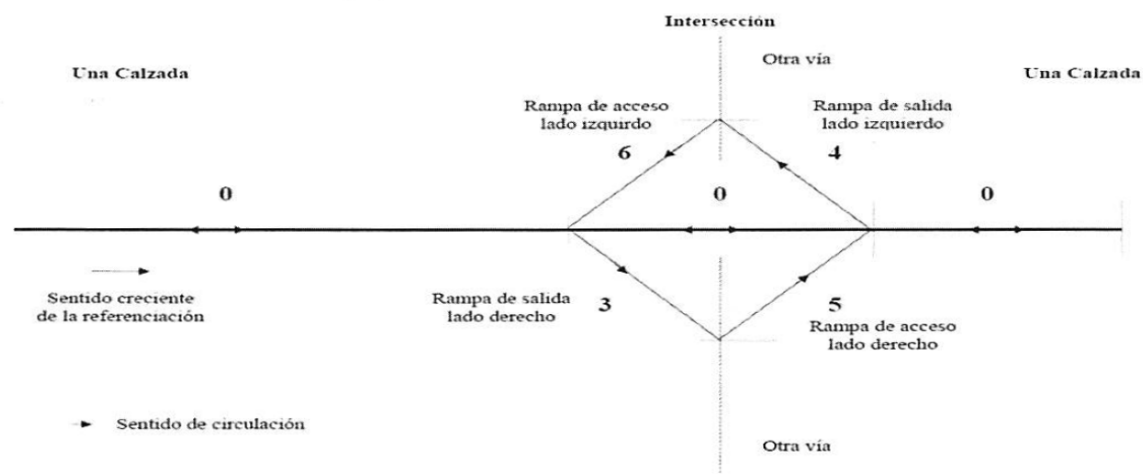 Intersección
Otra vía
Una Calzada
Una Calzada
Rampa de acceso
lado izquirdo
Rampa de salida
lado izquierdo
6
4
0
0
0
Sentido creciente
de la referenciación
Rampa de salida
lado derecho
3
5
Rampa de acceso
lado derecho
Sentido de circulación
Otra vía